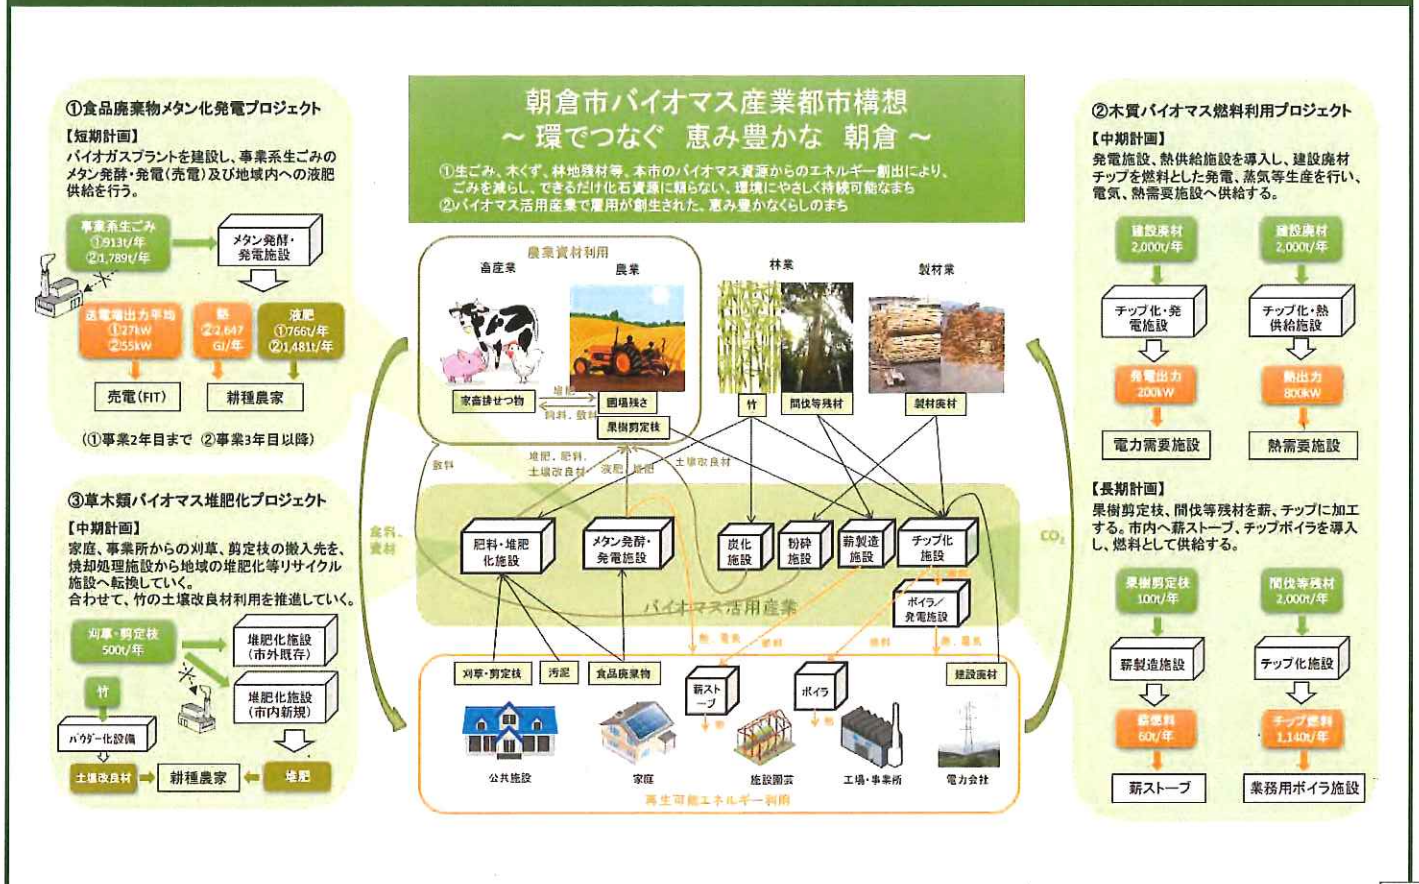 朝倉市バイオマス産業都市構想
~ 環でつなぐ 恵み豊かな 朝倉 ~
①生ごみ、木くず、林地残材等、本市のバイオマス資源からのエネルギー創出により、
ごみを減らし、できるだけ化石資源に頼らない、環境にやさしく持続可能なまち
②バイオマス活用産業で雇用が創生された、恵み豊かなくらしのまち
①食品廃棄物メタン化発電プロジェクト
【短期計画】
バイオガスプラントを建設し、事業系生ごみの
メタン発酵・発電(売電)及び地域内への液肥
供給を行う。
事業系生ごみ
①913t/年
②1,789t/年
メタン発酵・
発電施設
送電端出力平均
①27kW
②55kW
熱
②2,647
GJ/年
液肥
①766t/年
②1,481t/年
売電(FIT)
耕種農家
(①事業2年目まで ②事業3年目以降)
③草木類バイオマス堆肥化プロジェクト
【中期計画】
家庭、事業所からの刈草、剪定枝の搬入先を、
焼却処理施設から地域の堆肥化等リサイクル
施設へ転換していく。
合わせて、竹の土壌改良材利用を推進していく。
刈草・剪定枝
500t/年
堆肥化施設
(市外既存)
竹
堆肥化施設
(市内新規)
パウダー化設備
土壌改良材
耕種農家
堆肥
農業資材利用
畜産業
農業
林業
製材業
家畜排せつ物
堆肥
飼料、敷料
圃場残さ
果樹剪定枝
竹
間伐等残材
製材廃材
敷料
堆肥、肥料、
土壌改良材
液肥、堆肥
土壌改良材
食料、
資材
CO₂
肥料・堆肥
化施設
メタン発酵・
発電施設
炭化
施設
粉砕
施設
薪製造
施設
チップ化
施設
燃料
ボイラ/
発電施設
バイオマス活用産業
熱、電気
燃料
燃料
熱、電気
刈草・剪定枝
汚泥
食品廃棄物
薪スト
ーブ
熱
ボイラ
熱
建設廃材
公共施設
家庭
施設園芸
工場・事業所
電力会社
再生可能エネルギー利用
②木質バイオマス燃料利用プロジェクト
【中期計画】
発電施設、熱供給施設を導入し、建設廃材
チップを燃料とした発電、蒸気等生産を行い、
電気、熱需要施設へ供給する。
建設廃材
2,000t/年
建設廃材
2,000t/年
チップ化・発
電施設
チップ化・熱
供給施設
発電出力
200kW
熱出力
800kW
電力需要施設
熱需要施設
【長期計画】
果樹剪定枝、間伐等残材を薪、チップに加工
する。市内へ薪ストーブ、チップボイラを導入
し、燃料として供給する。
果樹剪定枝
100t/年
間伐等残材
2,000t/年
薪製造施設
チップ化施設
薪燃料
60t/年
チップ燃料
1,140t/年
薪ストーブ
業務用ボイラ施設